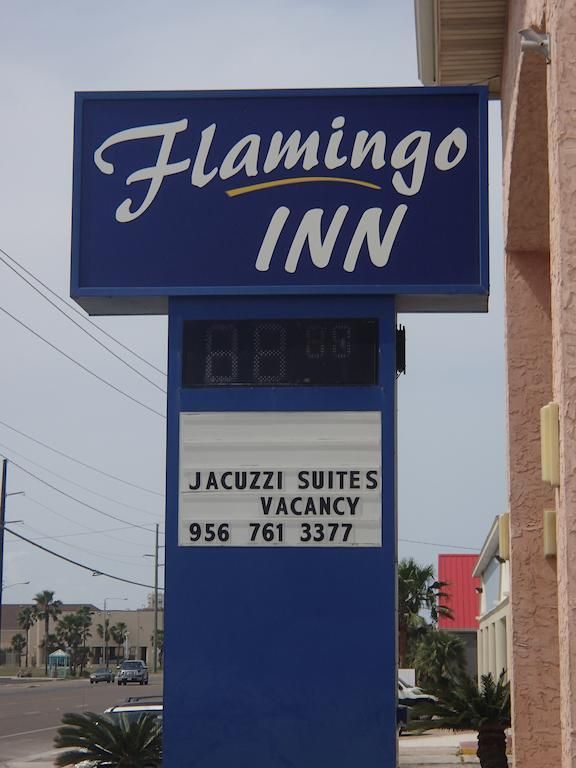 Flamingo
INN
JACUZZI SUITES
VACANCY
956 761 3377